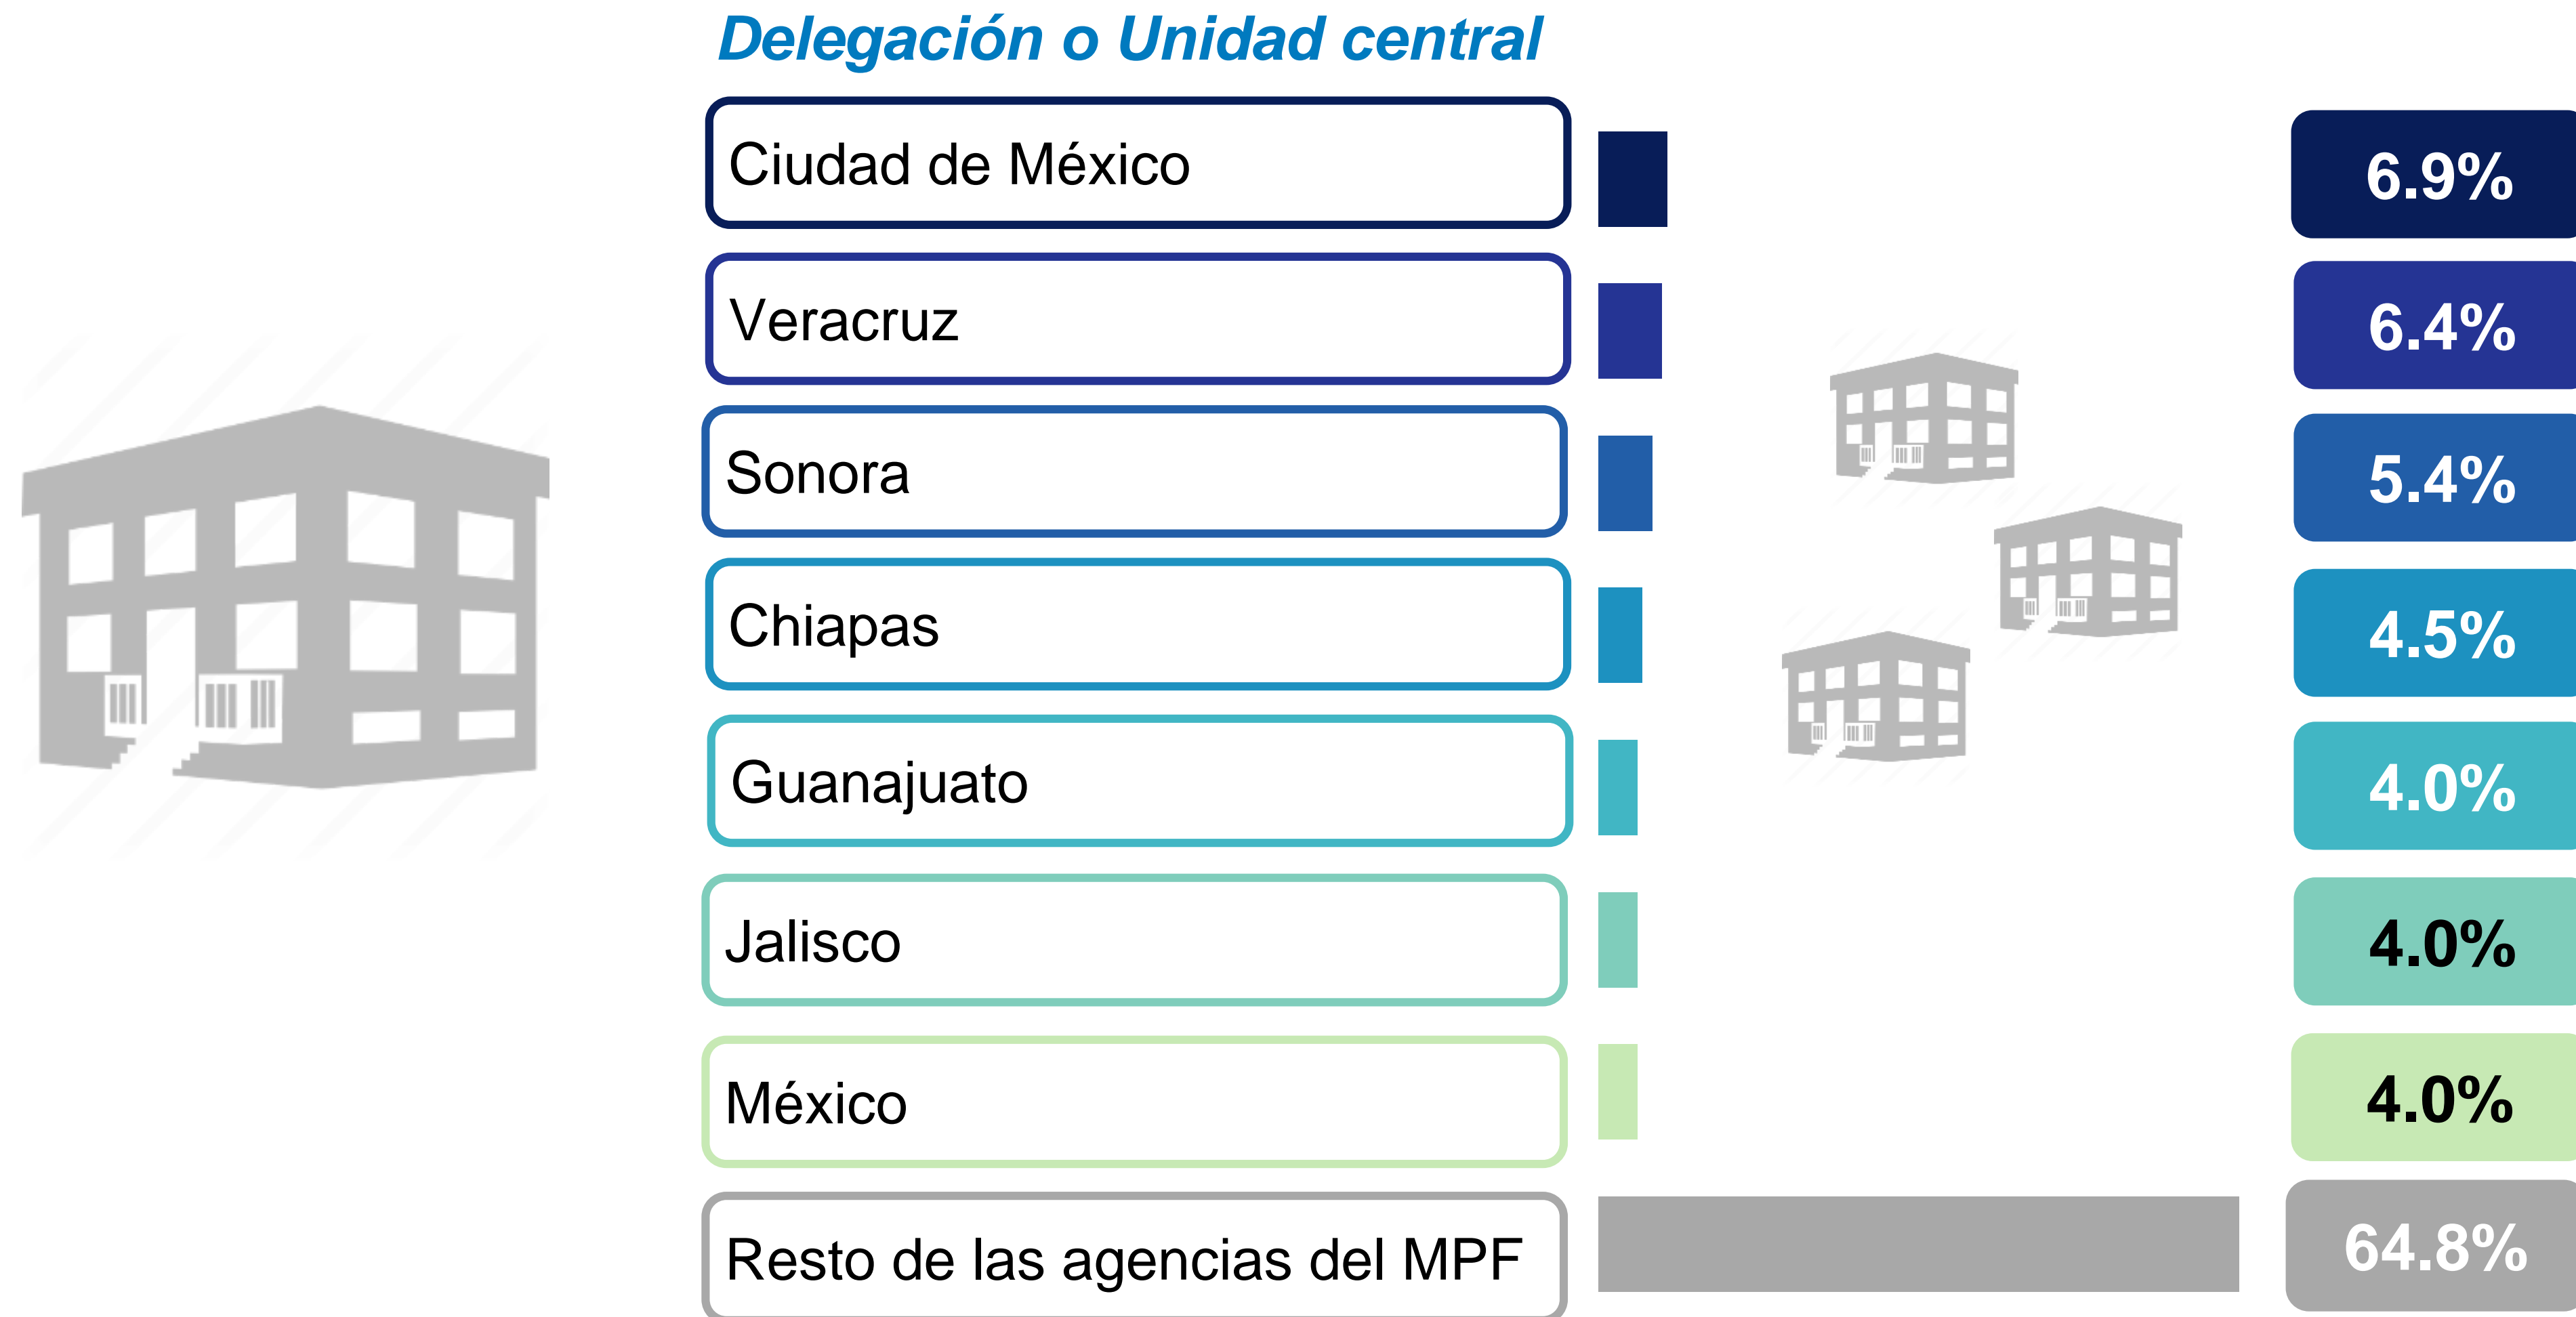 Delegación o Unidad central
Ciudad de México 6.9%
Veracruz 6.4%
Sonora 5.4%
Chiapas 4.5%
Guanajuato 4.0%
Jalisco 4.0%
México 4.0%
Resto de las agencias del MPF 64.8%